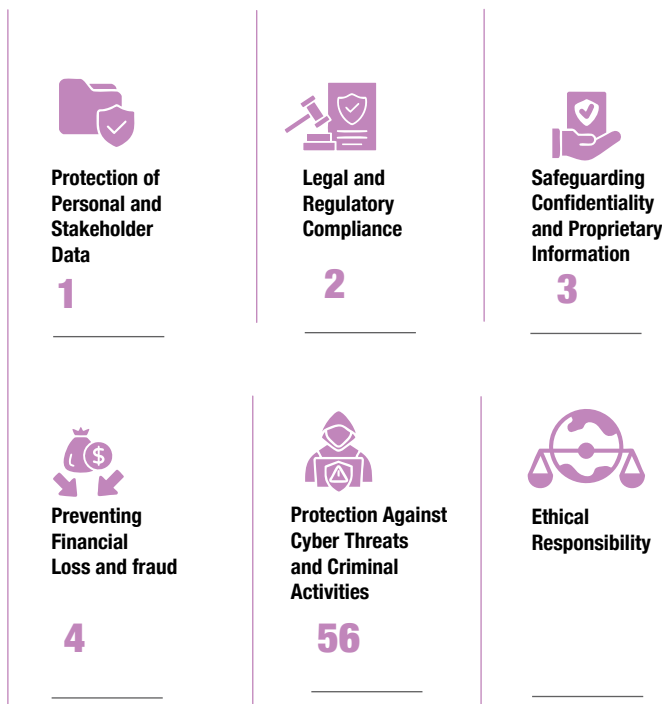 Protection of
Personal and
Stakeholder
Data
1
Legal and
Regulatory
Compliance
2
Safeguarding
Confidentiality
and Proprietary
Information
3
Preventing
Financial
Loss and fraud
4
Protection Against
Cyber Threats
and Criminal
Activities
56
Ethical
Responsibility
$